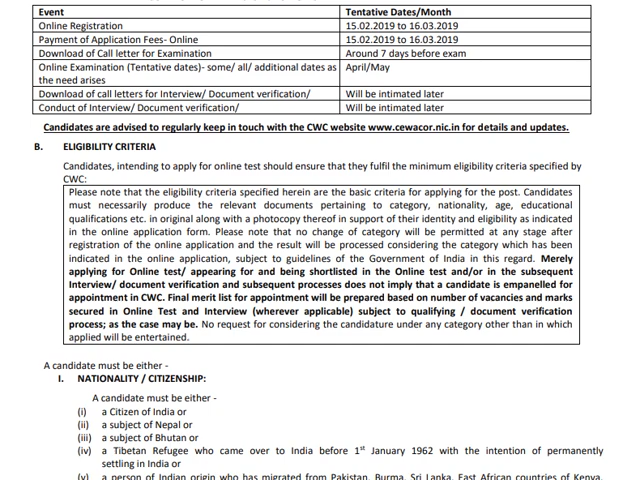 Event Tentative Dates/Month
Online Registration 15.02.2019 to 16.03.2019
Payment of Application Fees- Online 15.02.2019 to 16.03.2019
Download of Call letter for Examination Around 7 days before exam
Online Examination (Tentative dates)- some/ all/ additional dates as April/May
the need arises
Download of call letters for Interview/ Document verification/ Will be intimated later
Conduct of Interview/ Document verification/ Will be intimated later
Candidates are advised to regularly keep in touch with the CWC website www.cewacor.nic.in for details and updates.
B. ELIGIBILITY CRITERIA
Candidates, intending to apply for online test should ensure that they fulfil the minimum eligibility criteria specified by
CWC:
Please note that the eligibility criteria specified herein are the basic criteria for applying for the post. Candidates
must necessarily produce the relevant documents pertaining to category, nationality, age, educational
qualifications etc. in original along with a photocopy thereof in support of their identity and eligibility as indicated
in the online application form. Please note that no change of category will be permitted at any stage after
registration of the online application and the result will be processed considering the category which has been
indicated in the online application, subject to guidelines of the Government of India in this regard. Merely
applying for Online test/ appearing for and being shortlisted in the Online test and/or in the subsequent
Interview/ document verification and subsequent processes does not imply that a candidate is empanelled for
appointment in CWC. Final merit list for appointment will be prepared based on number of vacancies and marks
secured in Online Test and Interview (wherever applicable) subject to qualifying / document verification
process; as the case may be. No request for considering the candidature under any category other than in which
applied will be entertained.
A candidate must be either -
I. NATIONALITY / CITIZENSHIP:
A candidate must be either -
(i) a Citizen of India or
(ii) a subject of Nepal or
(iii) a subject of Bhutan or
(iv) a Tibetan Refugee who came over to India before 1st January 1962 with the intention of permanently
settling in India or
(v) a person of Indian origin who has migrated from Pakistan, Burma, Sri Lanka, East African countries of Kenya,